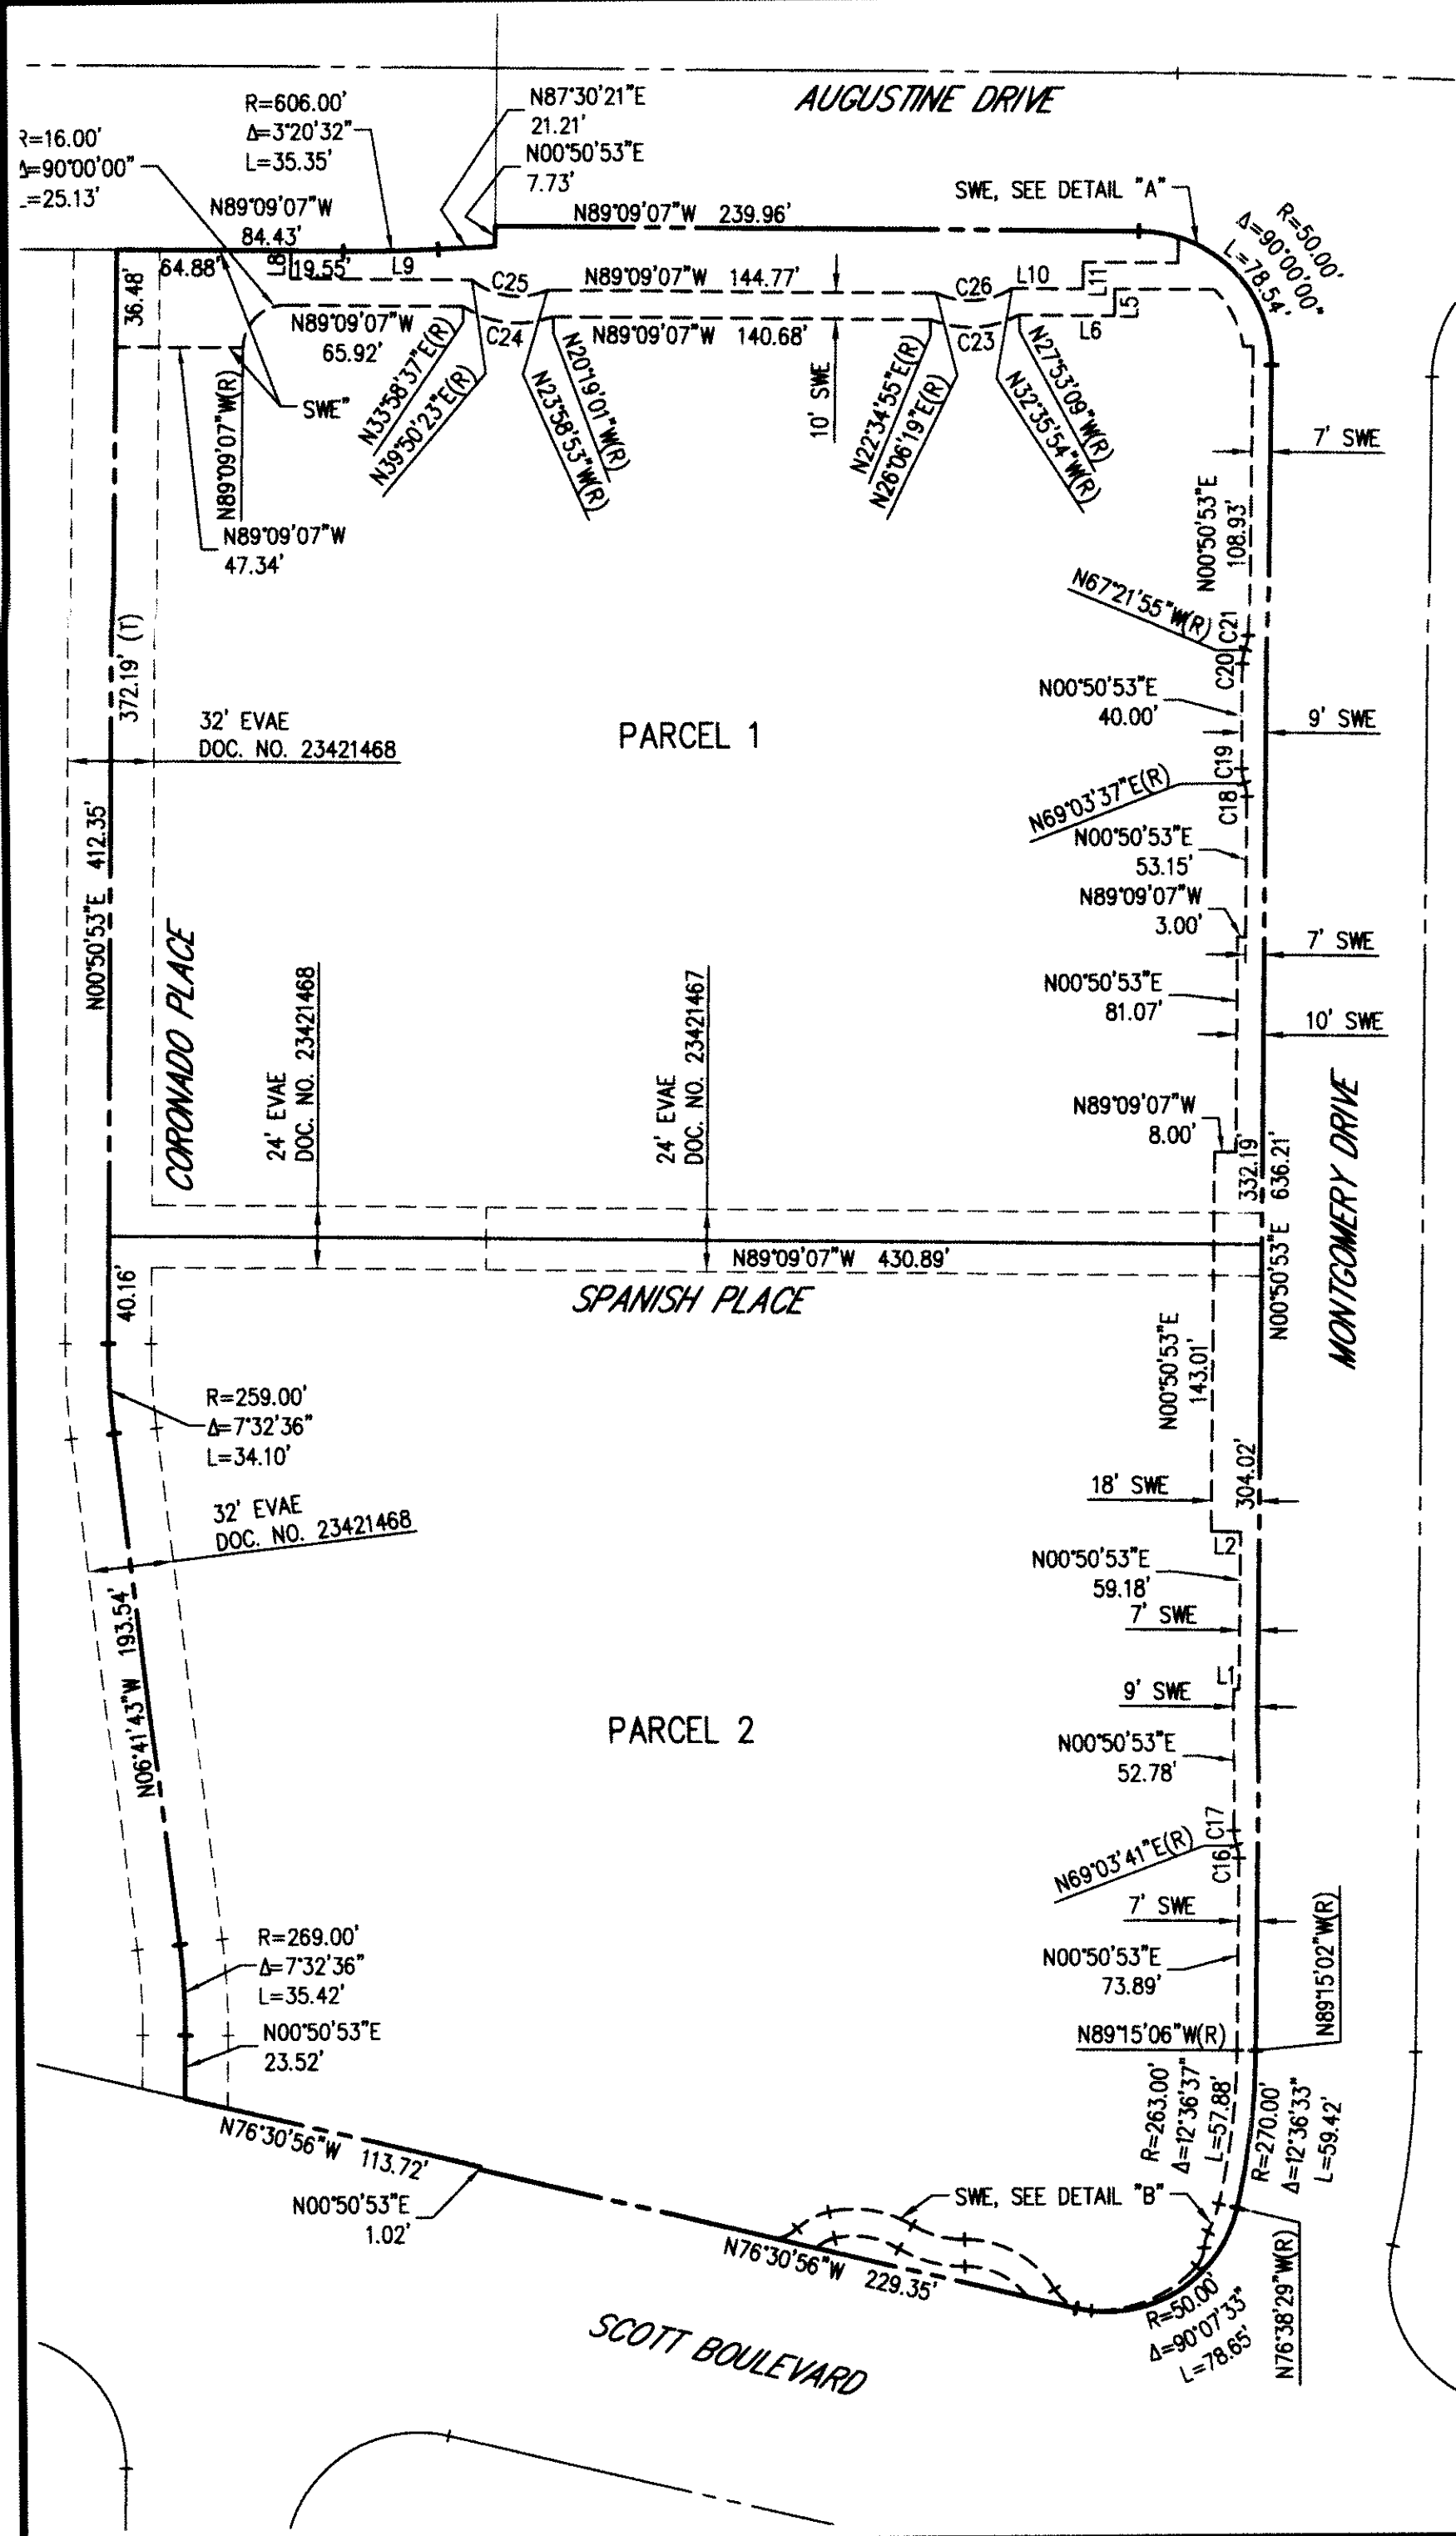 AUGUSTINE DRIVE
R=606.00'
Δ=3°20'32"
L=35.35'
N87°30'21"E
21.21'
N00°50'53"E
7.73'
R=16.00'
Δ=90°00'00"
L=25.13'
N89°09'07"W
84.43'
N89°09'07"W 239.96'
SWE, SEE DETAIL "A"
R=50.00'
Δ=90°00'00"
L=78.54'
64.88'
L8
19.55'
L9
C25
N89°09'07"W 144.77'
C26
L10
L11
L5
36.48'
N89°09'07"W
65.92'
C24
N89°09'07"W 140.68'
C23
L6
SWE"
N89°09'07"W(R)
N33°58'37"E(R)
N39°50'23"E(R)
N20°19'01"W(R)
N23°58'53"W(R)
10' SWE
N22°34'55"E(R)
N26°06'19"E(R)
N27°53'09"W(R)
N32°35'54"W(R)
7' SWE
N89°09'07"W
47.34'
N00°50'53"E
108.93'
N67°21'55"W(R)
C21
C20
372.19' (T)
32' EVAE
DOC. NO. 23421468
PARCEL 1
N00°50'53"E
40.00'
9' SWE
C19
N69°03'37"E(R)
C18
N00°50'53"E
53.15'
N00°50'53"E 412.35'
N89°09'07"W
3.00'
7' SWE
CORONADO PLACE
24' EVAE
DOC. NO. 23421468
24' EVAE
DOC. NO. 23421467
N00°50'53"E
81.07'
10' SWE
N89°09'07"W
8.00'
332.19'
N00°50'53"E 636.21'
MONTGOMERY DRIVE
N89°09'07"W 430.89'
SPANISH PLACE
40.16'
N00°50'53"E
143.01'
R=259.00'
Δ=7°32'36"
L=34.10'
304.02'
18' SWE
32' EVAE
DOC. NO. 23421468
L2
N00°50'53"E
59.18'
7' SWE
N06°41'43"W 193.54'
L1
9' SWE
PARCEL 2
N00°50'53"E
52.78'
C17
N69°03'41"E(R)
C16
7' SWE
R=269.00'
Δ=7°32'36"
L=35.42'
N00°50'53"E
73.89'
N89°15'02"W(R)
N00°50'53"E
23.52'
N89°15'06"W(R)
R=263.00'
Δ=12°36'37"
L=57.88'
R=270.00'
Δ=12°36'33"
L=59.42'
N76°30'56"W 113.72'
N00°50'53"E
1.02'
SWE, SEE DETAIL "B"
N76°30'56"W 229.35'
R=50.00'
Δ=90°07'33"
L=78.65'
N76°38'29"W(R)
SCOTT BOULEVARD